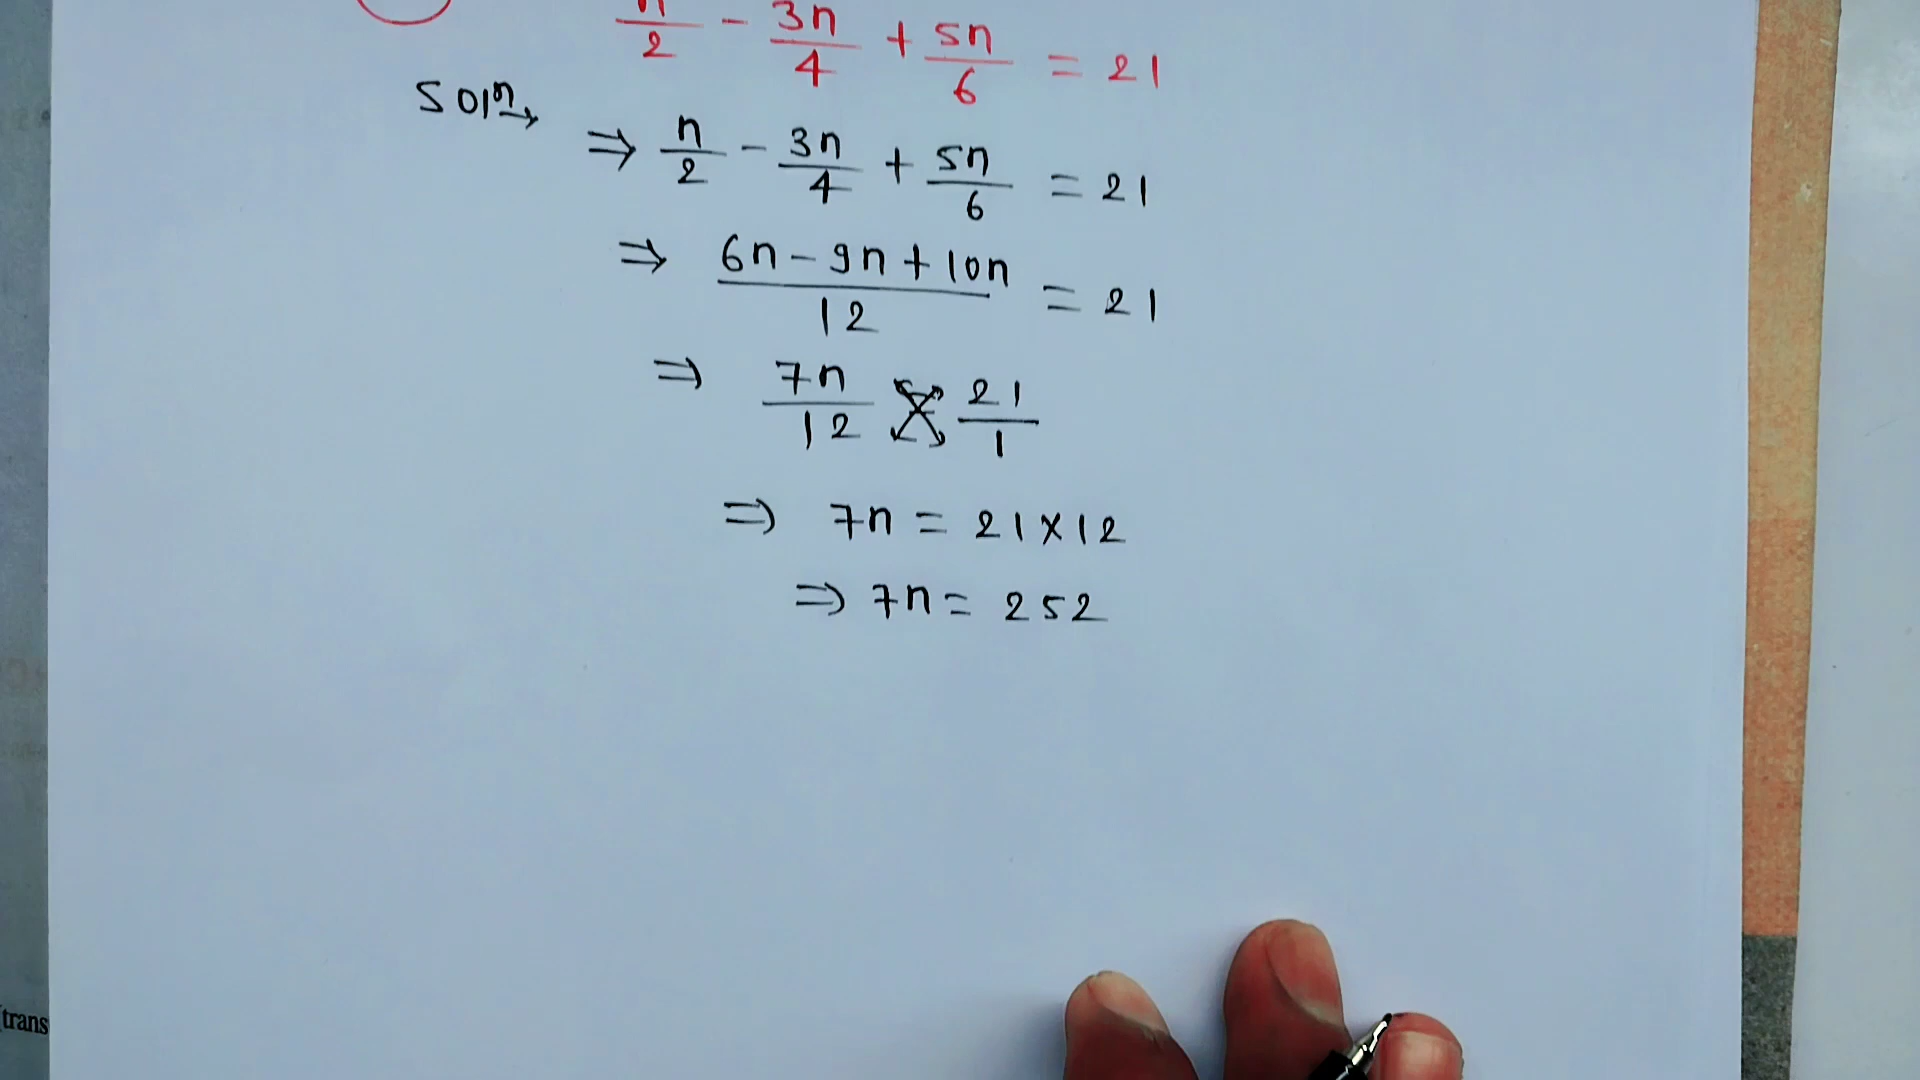 n/2 - 3n/4 + 5n/6 = 21
Solⁿ→
⇒ n/2 - 3n/4 + 5n/6 = 21
⇒ (6n - 9n + 10n)/12 = 21
⇒ 7n/12 = 21/1
⇒ 7n = 21 × 12
⇒ 7n = 252
trans